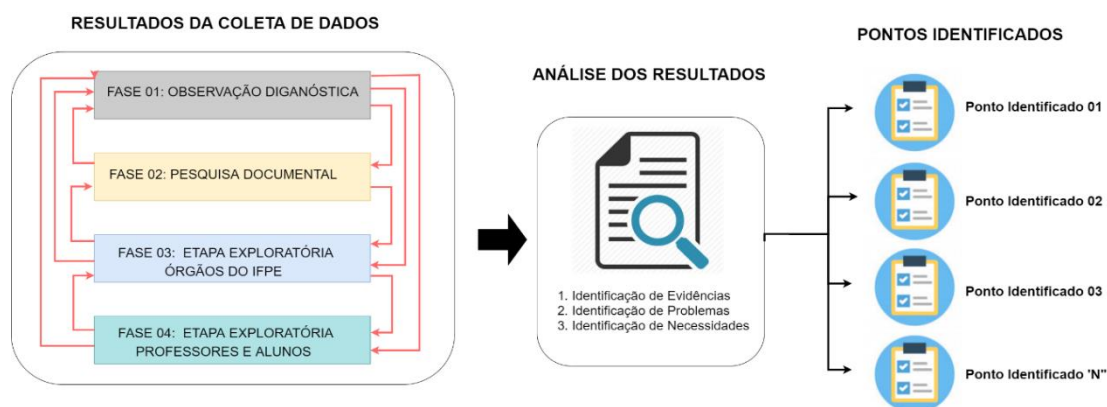 RESULTADOS DA COLETA DE DADOS
FASE 01: OBSERVAÇÃO DIGANÓSTICA
FASE 02: PESQUISA DOCUMENTAL
FASE 03: ETAPA EXPLORATÓRIA
ÓRGÃOS DO IFPE
FASE 04: ETAPA EXPLORATÓRIA
PROFESSORES E ALUNOS
ANÁLISE DOS RESULTADOS
1. Identificação de Evidências
2. Identificação de Problemas
3. Identificação de Necessidades
PONTOS IDENTIFICADOS
Ponto Identificado 01
Ponto Identificado 02
Ponto Identificado 03
Ponto Identificado 'N"